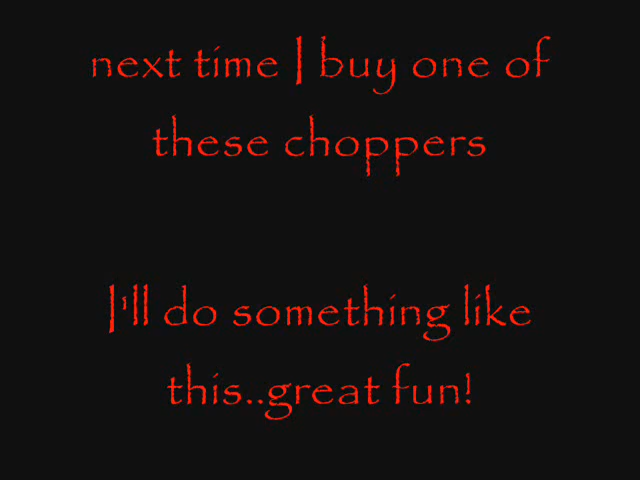 next time I buy one of
these choppers
I'll do something like
this..great fun!